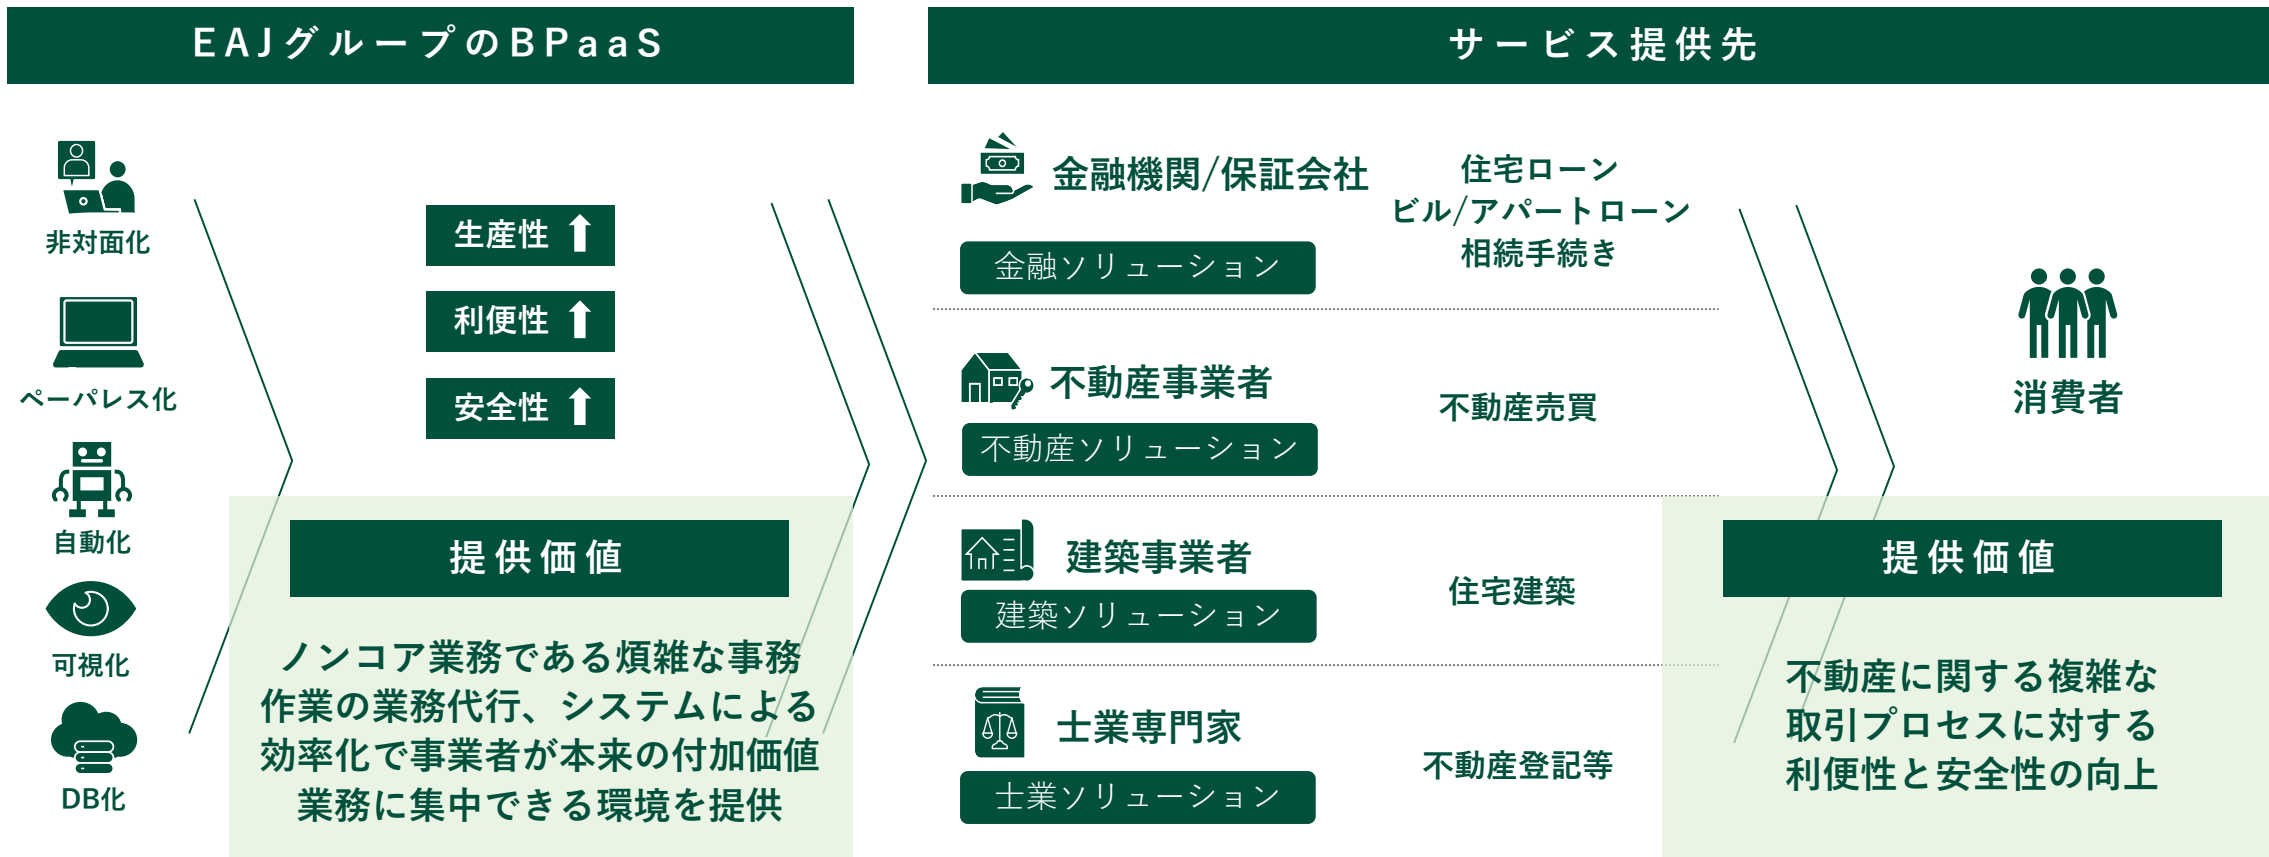 EAJグループのBPaaS
非対面化
ペーパレス化
自動化
可視化
DB化
生産性
利便性
安全性
提供価値
ノンコア業務である煩雑な事務
作業の業務代行、システムによる
効率化で事業者が本来の付加価値
業務に集中できる環境を提供
サービス提供先
金融機関/保証会社
金融ソリューション
住宅ローン
ビル/アパートローン
相続手続き
不動産事業者
不動産ソリューション
不動産売買
建築事業者
建築ソリューション
住宅建築
士業専門家
士業ソリューション
不動産登記等
消費者
提供価値
不動産に関する複雑な
取引プロセスに対する
利便性と安全性の向上